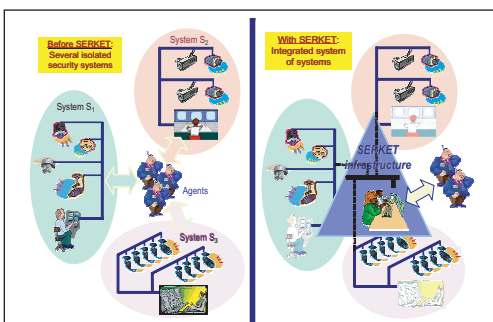 Before SERKET:
Several isolated
security systems
System S2
System S1
Agents
System S3
With SERKET:
Integrated system
of systems
SERKET
Infrastructure